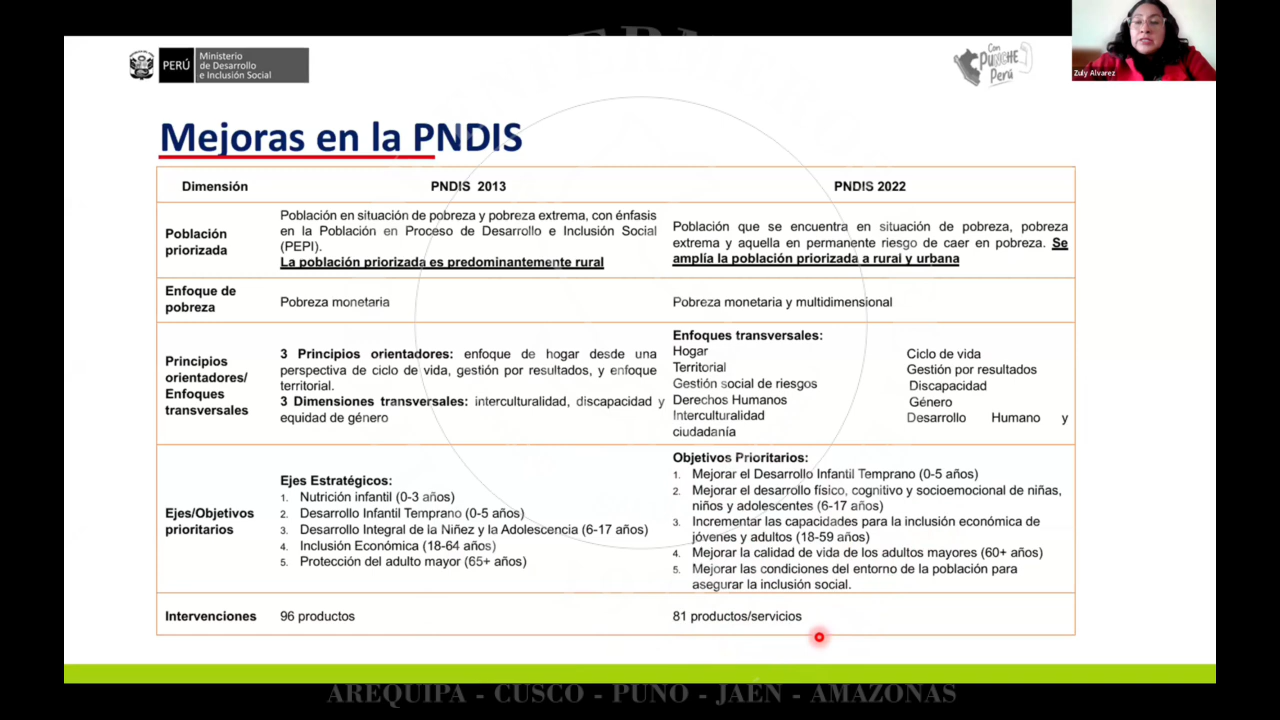 PERÚ
Ministerio
de Desarrollo
e Inclusión Social
Con
PUNCHE
Perú
Zuly Alvarez
Mejoras en la PNDIS
Dimensión
PNDIS 2013
PNDIS 2022
Población
priorizada
Población en situación de pobreza y pobreza extrema, con énfasis
en la Población en Proceso de Desarrollo e Inclusión Social
(PEPI).
La población priorizada es predominantemente rural
Población que se encuentra en situación de pobreza, pobreza
extrema y aquella en permanente riesgo de caer en pobreza. Se
amplía la población priorizada a rural y urbana
Enfoque de
pobreza
Pobreza monetaria
Pobreza monetaria y multidimensional
Principios
orientadores/
Enfoques
transversales
3 Principios orientadores: enfoque de hogar desde una
perspectiva de ciclo de vida, gestión por resultados, y enfoque
territorial.
3 Dimensiones transversales: interculturalidad, discapacidad y
equidad de género
Enfoques transversales:
Hogar
Territorial
Gestión social de riesgos
Derechos Humanos
Interculturalidad
ciudadanía
Ciclo de vida
Gestión por resultados
Discapacidad
Género
Desarrollo Humano y
Ejes/Objetivos
prioritarios
Ejes Estratégicos:
1. Nutrición infantil (0-3 años)
2. Desarrollo Infantil Temprano (0-5 años)
3. Desarrollo Integral de la Niñez y la Adolescencia (6-17 años)
4. Inclusión Económica (18-64 años)
5. Protección del adulto mayor (65+ años)
Objetivos Prioritarios:
1. Mejorar el Desarrollo Infantil Temprano (0-5 años)
2. Mejorar el desarrollo físico, cognitivo y socioemocional de niñas,
niños y adolescentes (6-17 años)
3. Incrementar las capacidades para la inclusión económica de
jóvenes y adultos (18-59 años)
4. Mejorar la calidad de vida de los adultos mayores (60+ años)
5. Mejorar las condiciones del entorno de la población para
asegurar la inclusión social.
Intervenciones
96 productos
81 productos/servicios
AREQUIPA - CUSCO - PUNO - JAÉN - AMAZONAS